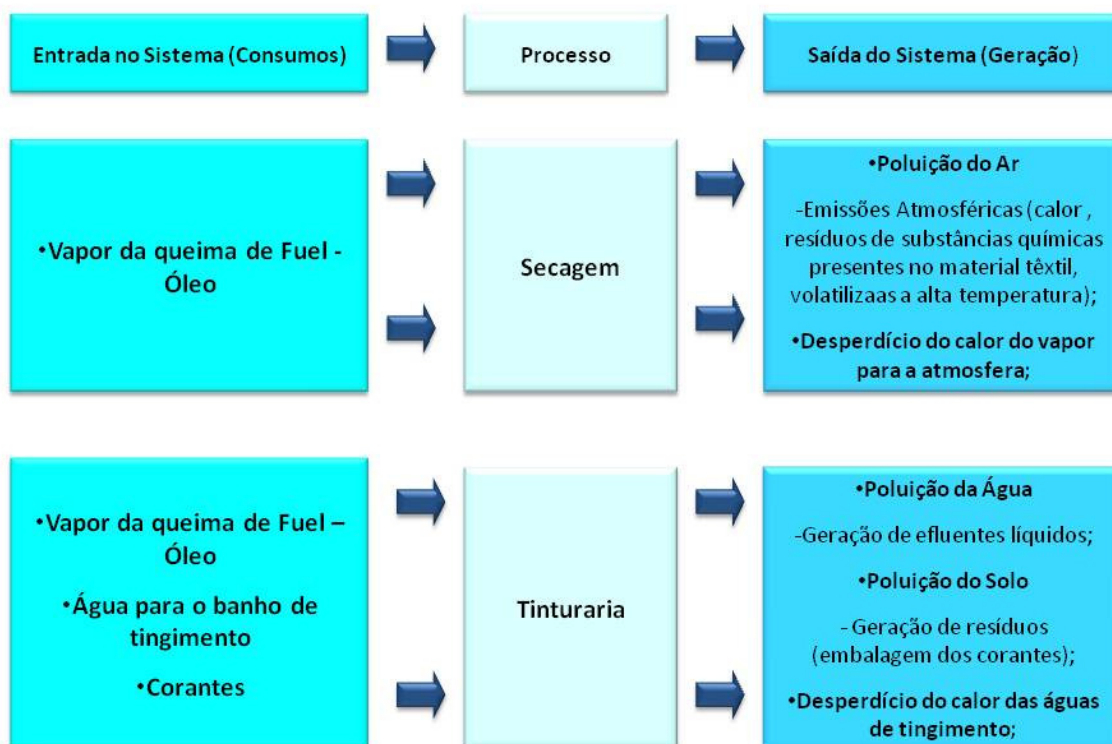 Entrada no Sistema (Consumos)
Processo
Saída do Sistema (Geração)
•Vapor da queima de Fuel -
Óleo
Secagem
•Poluição do Ar
-Emissões Atmosféricas (calor ,
resíduos de substâncias químicas
presentes no material têxtil,
volatilizaas a alta temperatura);
•Desperdício do calor do vapor
para a atmosfera;
•Vapor da queima de Fuel –
Óleo
•Água para o banho de
tingimento
•Corantes
Tinturaria
•Poluição da Água
-Geração de efluentes líquidos;
•Poluição do Solo
-Geração de resíduos
(embalagem dos corantes);
•Desperdício do calor das águas
de tingimento;